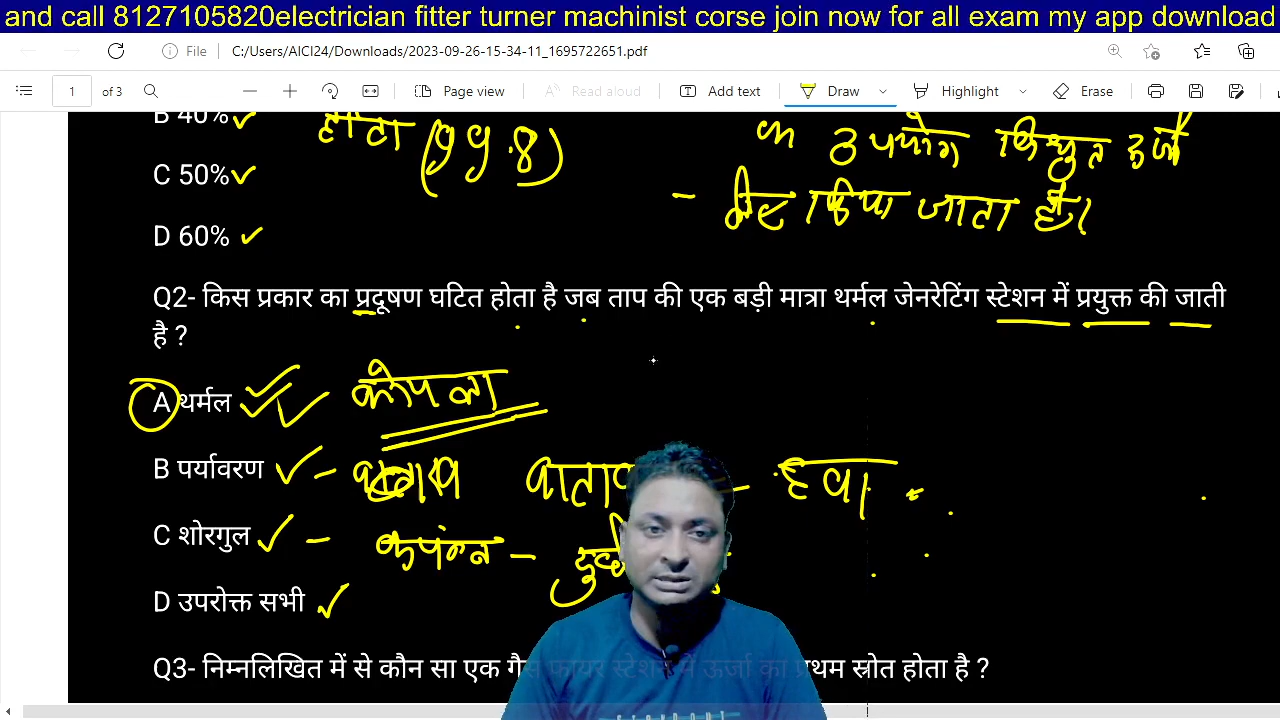 and call 8127105820electrician fitter turner machinist corse join now for all exam my app download
File C:/Users/AICI24/Downloads/2023-09-26-15-34-11_1695722651.pdf
1 of 3 Page view Read aloud Add text Draw Highlight Erase
B 40%
होता (99.8)
का उपयोग विद्युत ऊर्जा
C 50%
किया जाता है।
D 60%
Q2- किस प्रकार का प्रदूषण घटित होता है जब ताप की एक बड़ी मात्रा थर्मल जेनरेटिंग स्टेशन में प्रयुक्त की जाती
है ?
A थर्मल कोयला
B पर्यावरण - हवा
C शोरगुल -
D उपरोक्त सभी
Q3- निम्नलिखित में से कौन सा एक गैस फायर स्टेशन में ऊर्जा का प्रथम स्रोत होता है ?